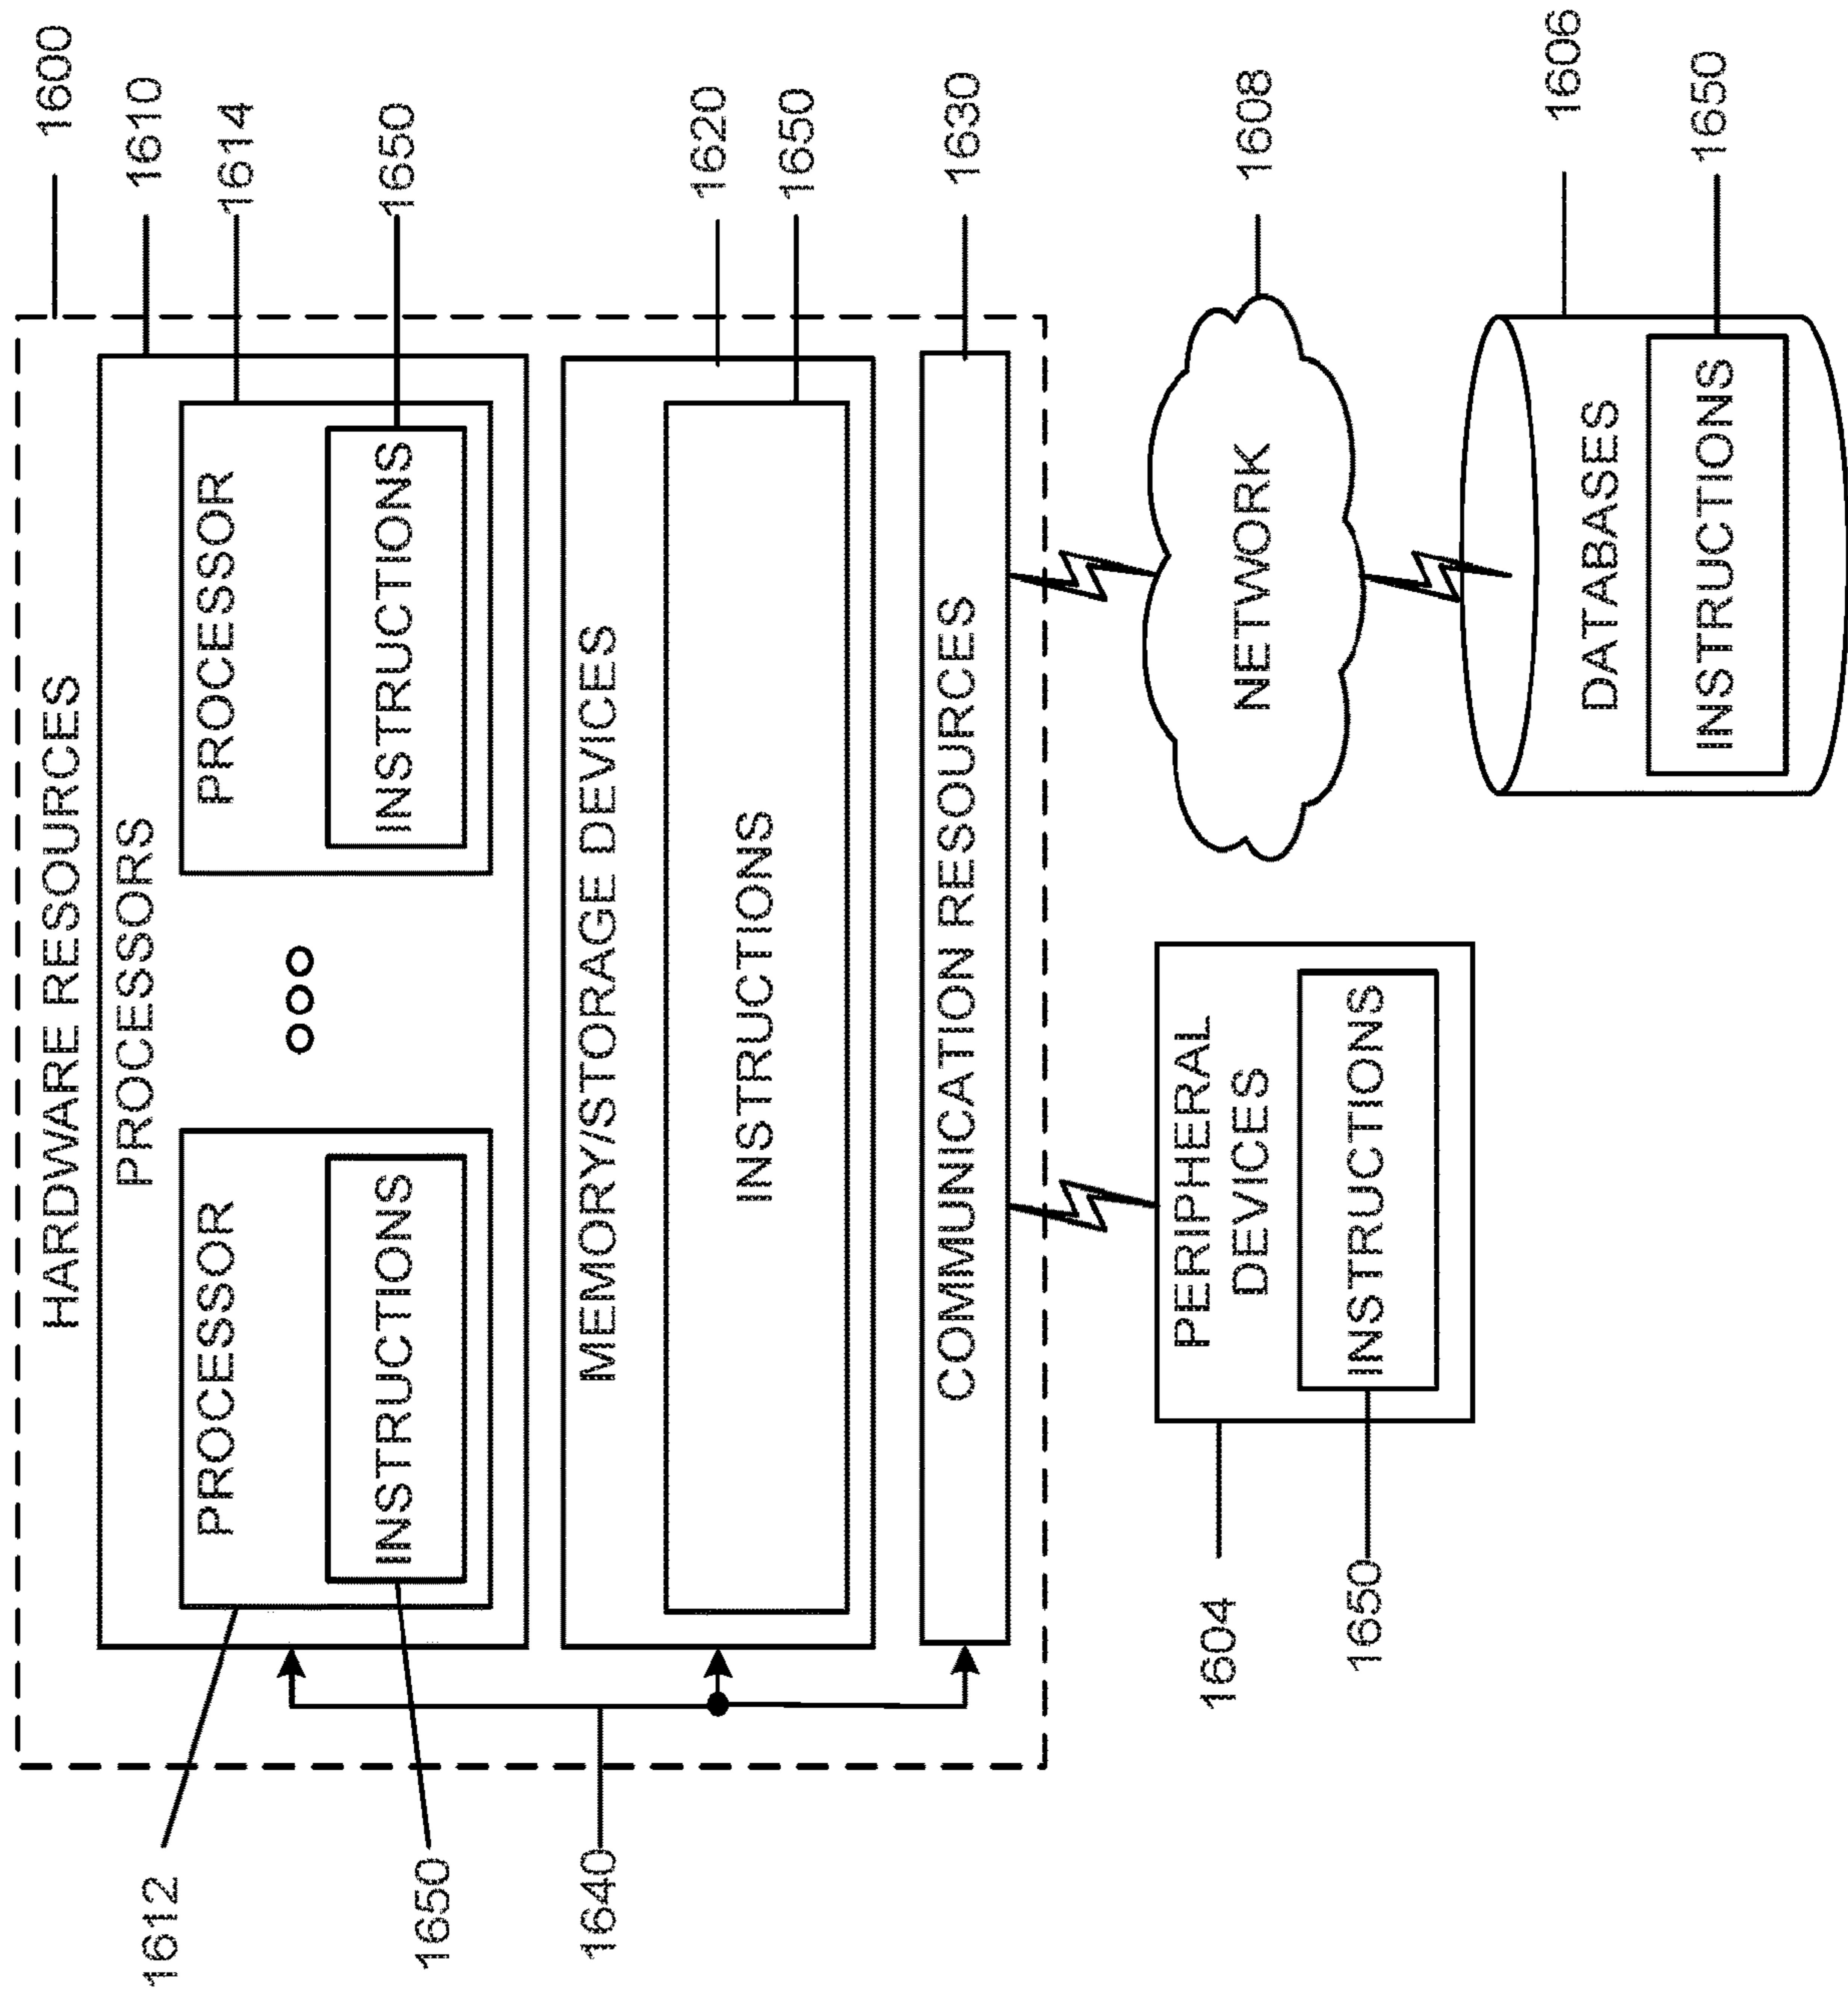 HARDWARE RESOURCES
1600
PROCESSORS
1610
1612
PROCESSOR
PROCESSOR
1614
1650
INSTRUCTIONS
INSTRUCTIONS
1650
1640
MEMORY/STORAGE DEVICES
1620
INSTRUCTIONS
1650
COMMUNICATION RESOURCES
1630
1604
PERIPHERAL
DEVICES
1650
INSTRUCTIONS
NETWORK
1608
DATABASES
1606
INSTRUCTIONS
1650